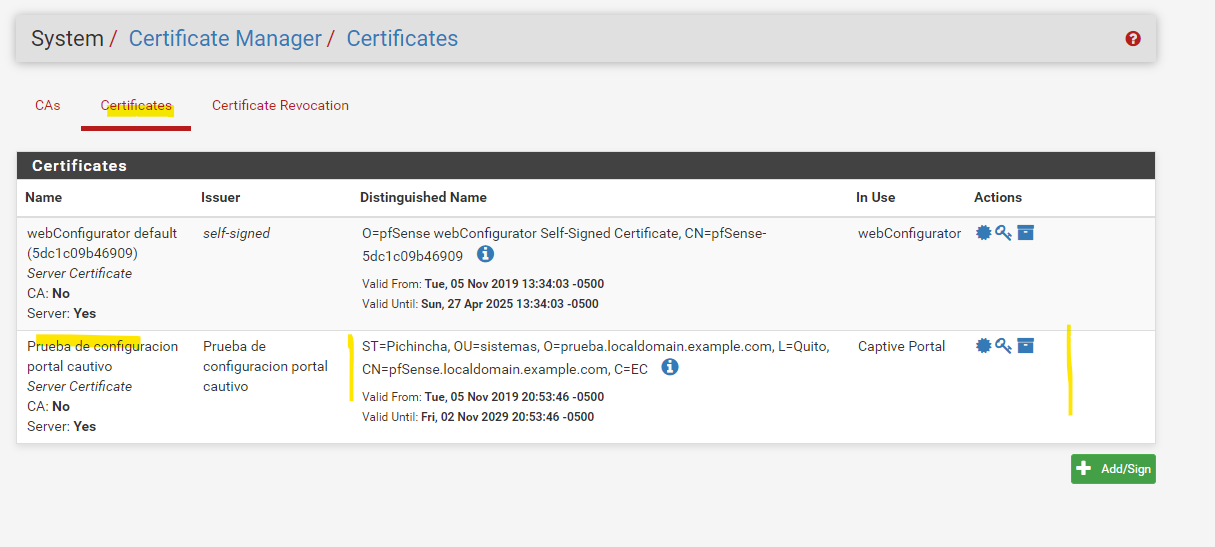 System / Certificate Manager / Certificates
CAs Certificates Certificate Revocation
Certificates
Name Issuer Distinguished Name In Use Actions
webConfigurator default self-signed O=pfSense webConfigurator Self-Signed Certificate, CN=pfSense- webConfigurator
(5dc1c09b46909) 5dc1c09b46909
Server Certificate Valid From: Tue, 05 Nov 2019 13:34:03 -0500
CA: No Valid Until: Sun, 27 Apr 2025 13:34:03 -0500
Server: Yes
Prueba de configuracion Prueba de ST=Pichincha, OU=sistemas, O=prueba.localdomain.example.com, L=Quito, Captive Portal
portal cautivo configuracion portal CN=pfSense.localdomain.example.com, C=EC
Server Certificate cautivo Valid From: Tue, 05 Nov 2019 20:53:46 -0500
CA: No Valid Until: Fri, 02 Nov 2029 20:53:46 -0500
Server: Yes
Add/Sign